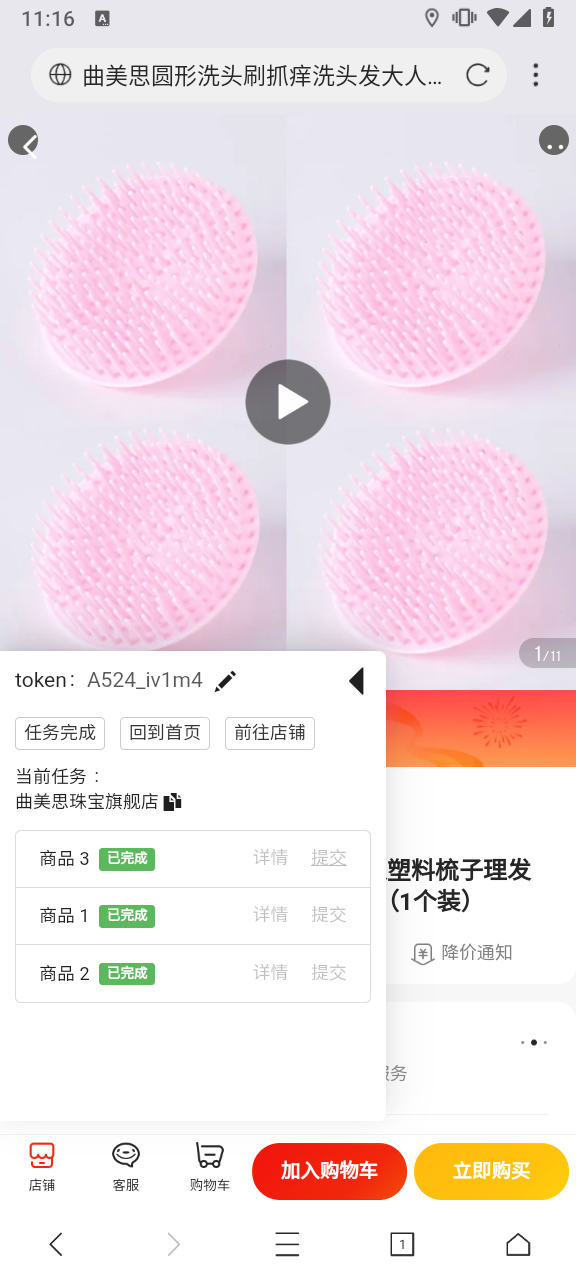 11:16 A
曲美思圆形洗头刷抓痒洗头发大人...
1/11
token: A524_iv1m4
任务完成 回到首页 前往店铺
当前任务：
曲美思珠宝旗舰店
商品 3 已完成 详情 提交
塑料梳子理发
商品 1 已完成 详情 提交
（1个装）
降价通知
商品 2 已完成 详情 提交
服务
店铺 客服 购物车 加入购物车 立即购买
1